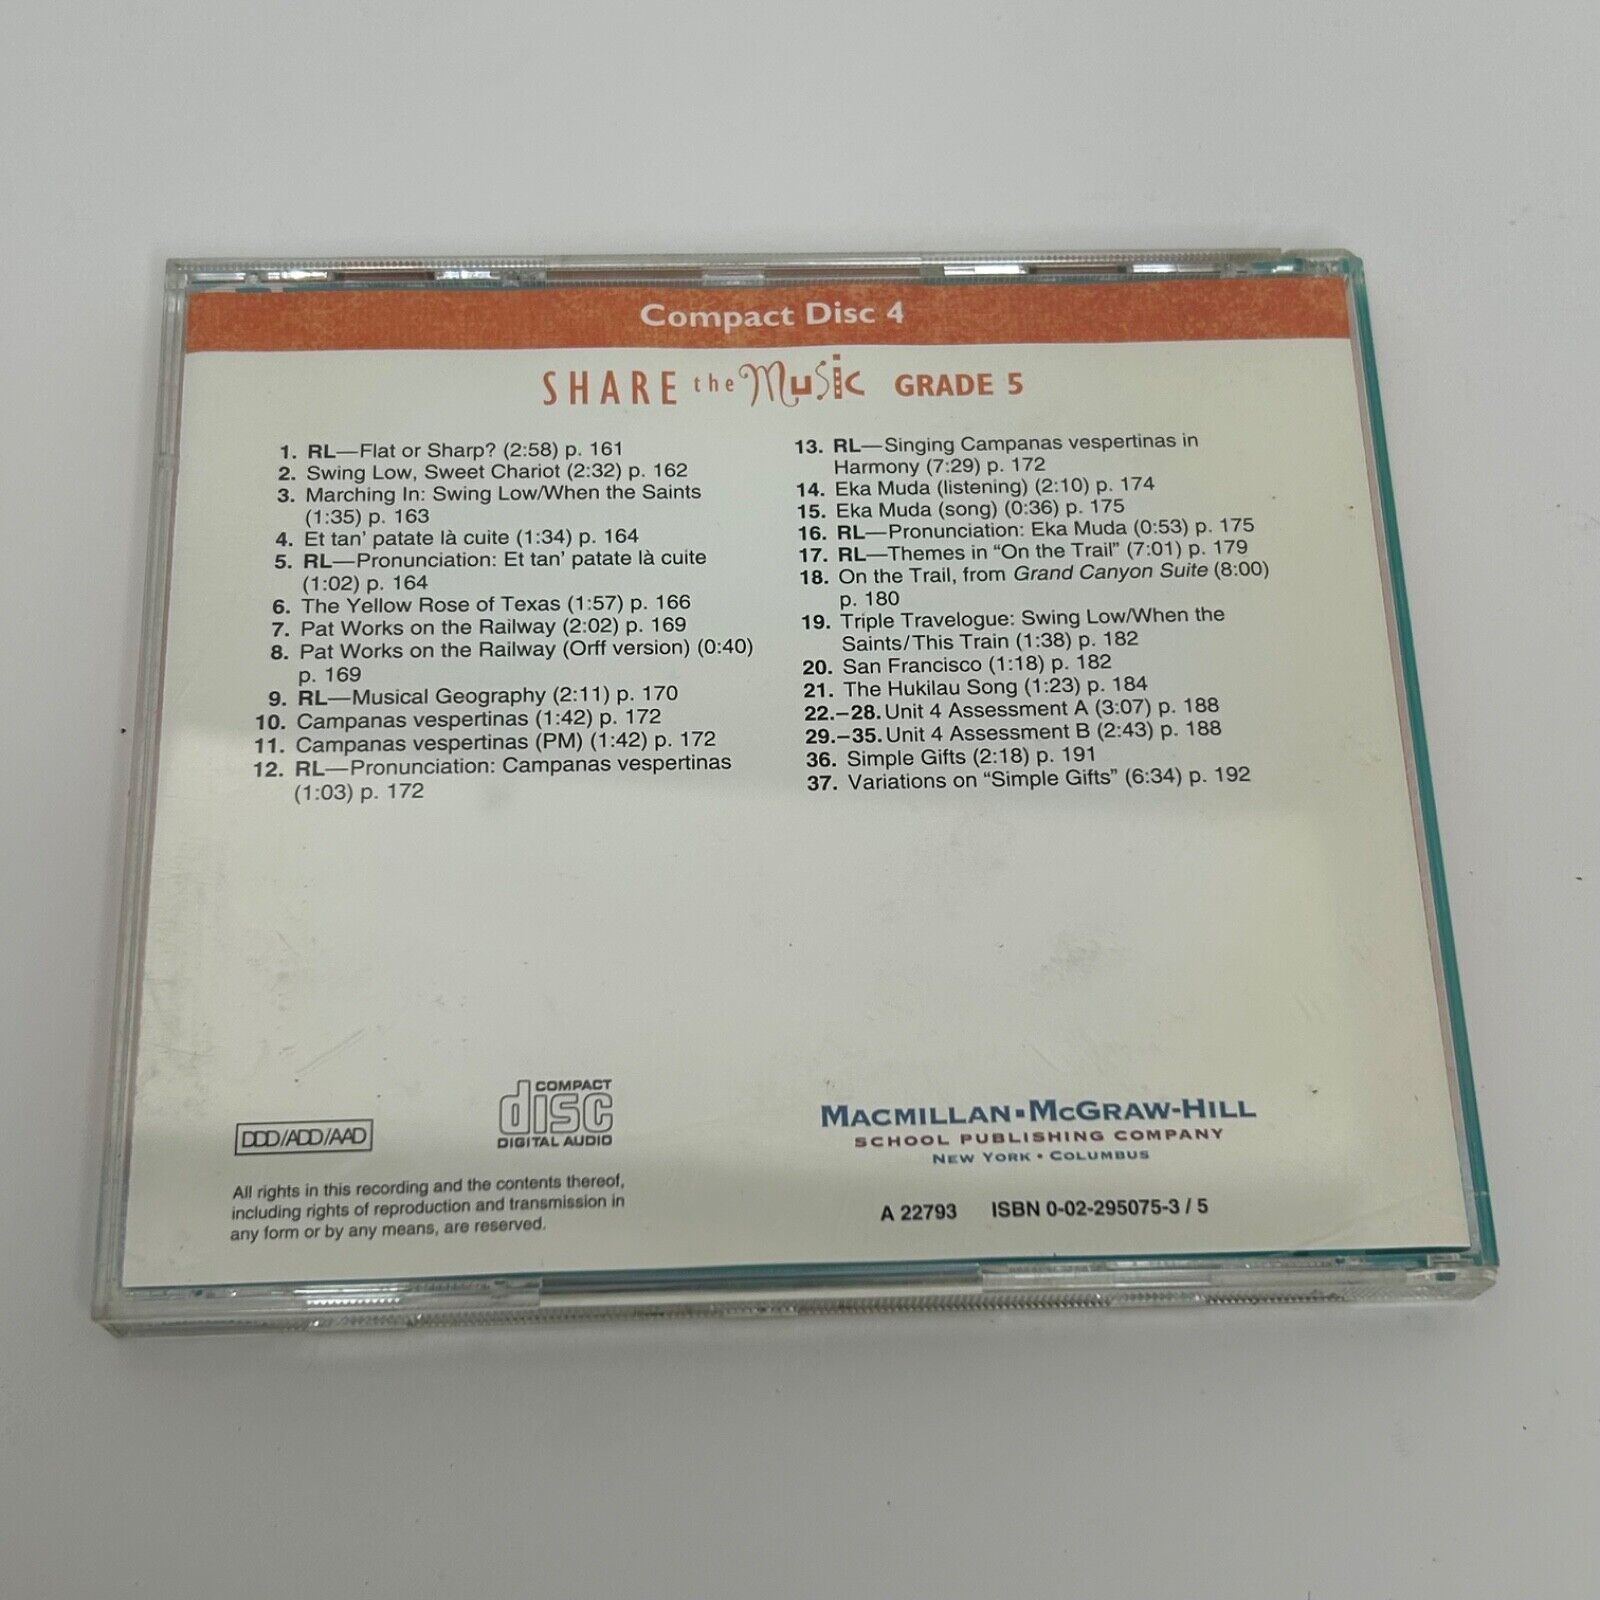 Compact Disc 4
SHARE the Music GRADE 5
1. RL—Flat or Sharp? (2:58) p. 161
2. Swing Low, Sweet Chariot (2:32) p. 162
3. Marching In: Swing Low/When the Saints
(1:35) p. 163
4. Et tan' patate là cuite (1:34) p. 164
5. RL—Pronunciation: Et tan' patate là cuite
(1:02) p. 164
6. The Yellow Rose of Texas (1:57) p. 166
7. Pat Works on the Railway (2:02) p. 169
8. Pat Works on the Railway (Orff version) (0:40)
p. 169
9. RL—Musical Geography (2:11) p. 170
10. Campanas vespertinas (1:42) p. 172
11. Campanas vespertinas (PM) (1:42) p. 172
12. RL—Pronunciation: Campanas vespertinas
(1:03) p. 172
13. RL—Singing Campanas vespertinas in
Harmony (7:29) p. 172
14. Eka Muda (listening) (2:10) p. 174
15. Eka Muda (song) (0:36) p. 175
16. RL—Pronunciation: Eka Muda (0:53) p. 175
17. RL—Themes in "On the Trail" (7:01) p. 179
18. On the Trail, from Grand Canyon Suite (8:00)
p. 180
19. Triple Travelogue: Swing Low/When the
Saints/This Train (1:38) p. 182
20. San Francisco (1:18) p. 182
21. The Hukilau Song (1:23) p. 184
22.–28. Unit 4 Assessment A (3:07) p. 188
29.–35. Unit 4 Assessment B (2:43) p. 188
36. Simple Gifts (2:18) p. 191
37. Variations on "Simple Gifts" (6:34) p. 192
DDD/ADD/AAD
COMPACT
disc
DIGITAL AUDIO
All rights in this recording and the contents thereof,
including rights of reproduction and transmission in
any form or by any means, are reserved.
MACMILLAN▪MCGRAW-HILL
SCHOOL PUBLISHING COMPANY
NEW YORK • COLUMBUS
A 22793 ISBN 0-02-295075-3 / 5